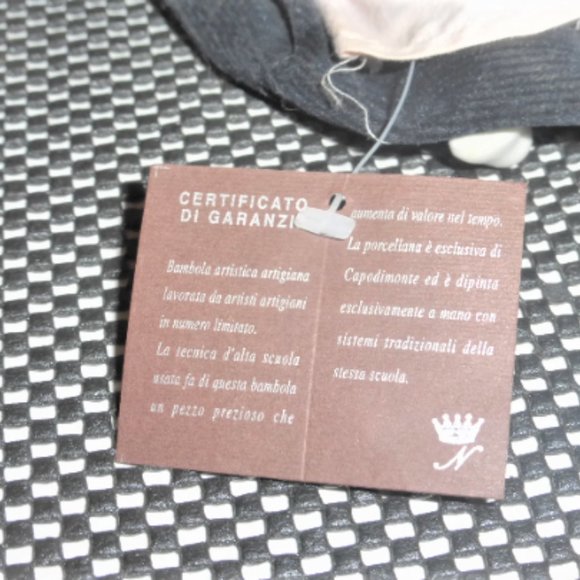 CERTIFICATO
DI GARANZI
Bambola artistica artigiana
lavorata da artisti artigiani
in numero limitato.
La tecnica d'alta scuola
usata fa di questa bambola
un pezzo prezioso che
aumenta di valore nel tempo.
La porcellana è esclusiva di
Capodimonte ed è dipinta
esclusivamente a mano con
sistemi tradizionali della
stessa scuola.
N